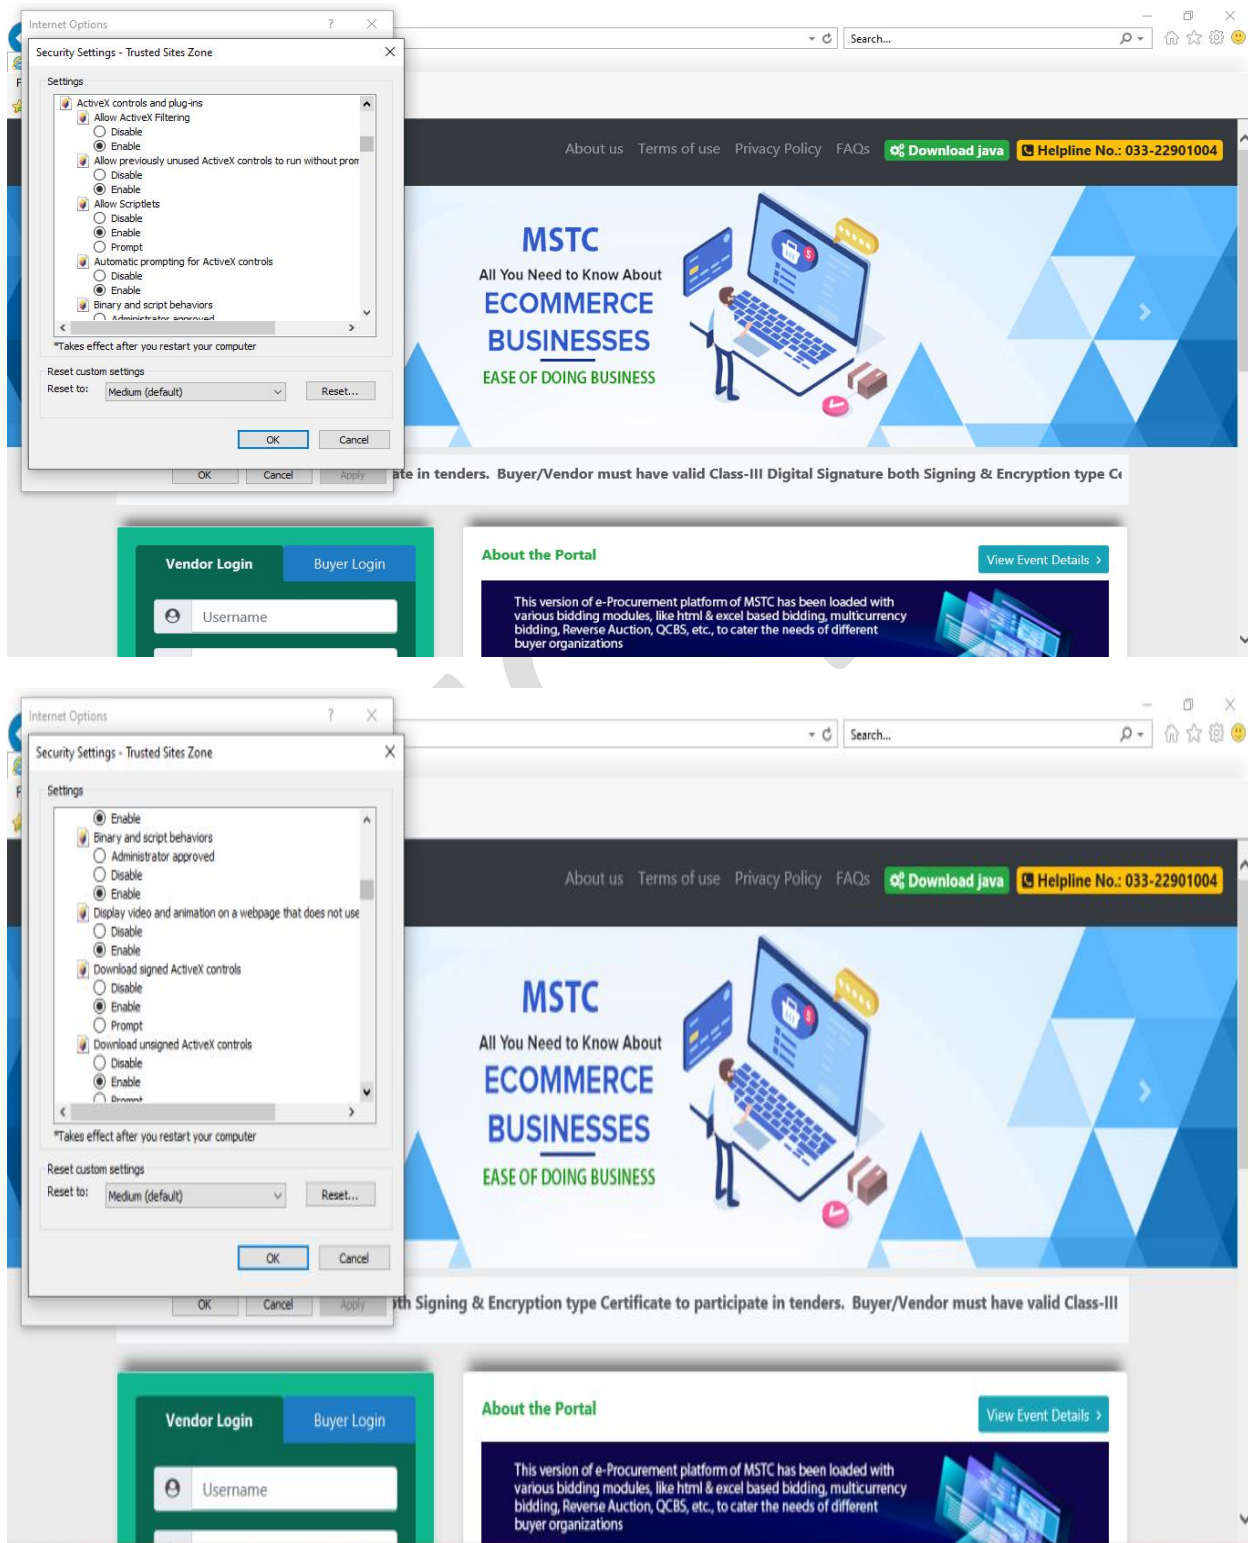 Internet Options ? ×
Security Settings - Trusted Sites Zone
Settings
ActiveX controls and plug-ins
Allow ActiveX Filtering
Disable
Enable
Allow previously unused ActiveX controls to run without prom
Disable
Enable
Allow Scriptlets
Disable
Enable
Prompt
Automatic prompting for ActiveX controls
Disable
Enable
Binary and script behaviors
Administrator approved
*Takes effect after you restart your computer
Reset custom settings
Reset to: Medium (default) Reset...
OK Cancel
OK Cancel Apply
Search...
About us Terms of use Privacy Policy FAQs Download java Helpline No.: 033-22901004
MSTC
All You Need to Know About
ECOMMERCE
BUSINESSES
EASE OF DOING BUSINESS
5
ate in tenders. Buyer/Vendor must have valid Class-III Digital Signature both Signing & Encryption type Ce
Vendor Login Buyer Login
Username
About the Portal
View Event Details >
This version of e-Procurement platform of MSTC has been loaded with
various bidding modules, like html & excel based bidding, multicurrency
bidding, Reverse Auction, QCBS, etc., to cater the needs of different
buyer organizations
Internet Options ? ×
Security Settings - Trusted Sites Zone
Settings
Enable
Binary and script behaviors
Administrator approved
Disable
Enable
Display video and animation on a webpage that does not use
Disable
Enable
Download signed ActiveX controls
Disable
Enable
Prompt
Download unsigned ActiveX controls
Disable
Enable
Prompt
*Takes effect after you restart your computer
Reset custom settings
Reset to: Medium (default) Reset...
OK Cancel
OK Cancel Apply
Search...
About us Terms of use Privacy Policy FAQs Download java Helpline No.: 033-22901004
MSTC
All You Need to Know About
ECOMMERCE
BUSINESSES
EASE OF DOING BUSINESS
5
oth Signing & Encryption type Certificate to participate in tenders. Buyer/Vendor must have valid Class-III
Vendor Login Buyer Login
Username
About the Portal
View Event Details >
This version of e-Procurement platform of MSTC has been loaded with
various bidding modules, like html & excel based bidding, multicurrency
bidding, Reverse Auction, QCBS, etc., to cater the needs of different
buyer organizations